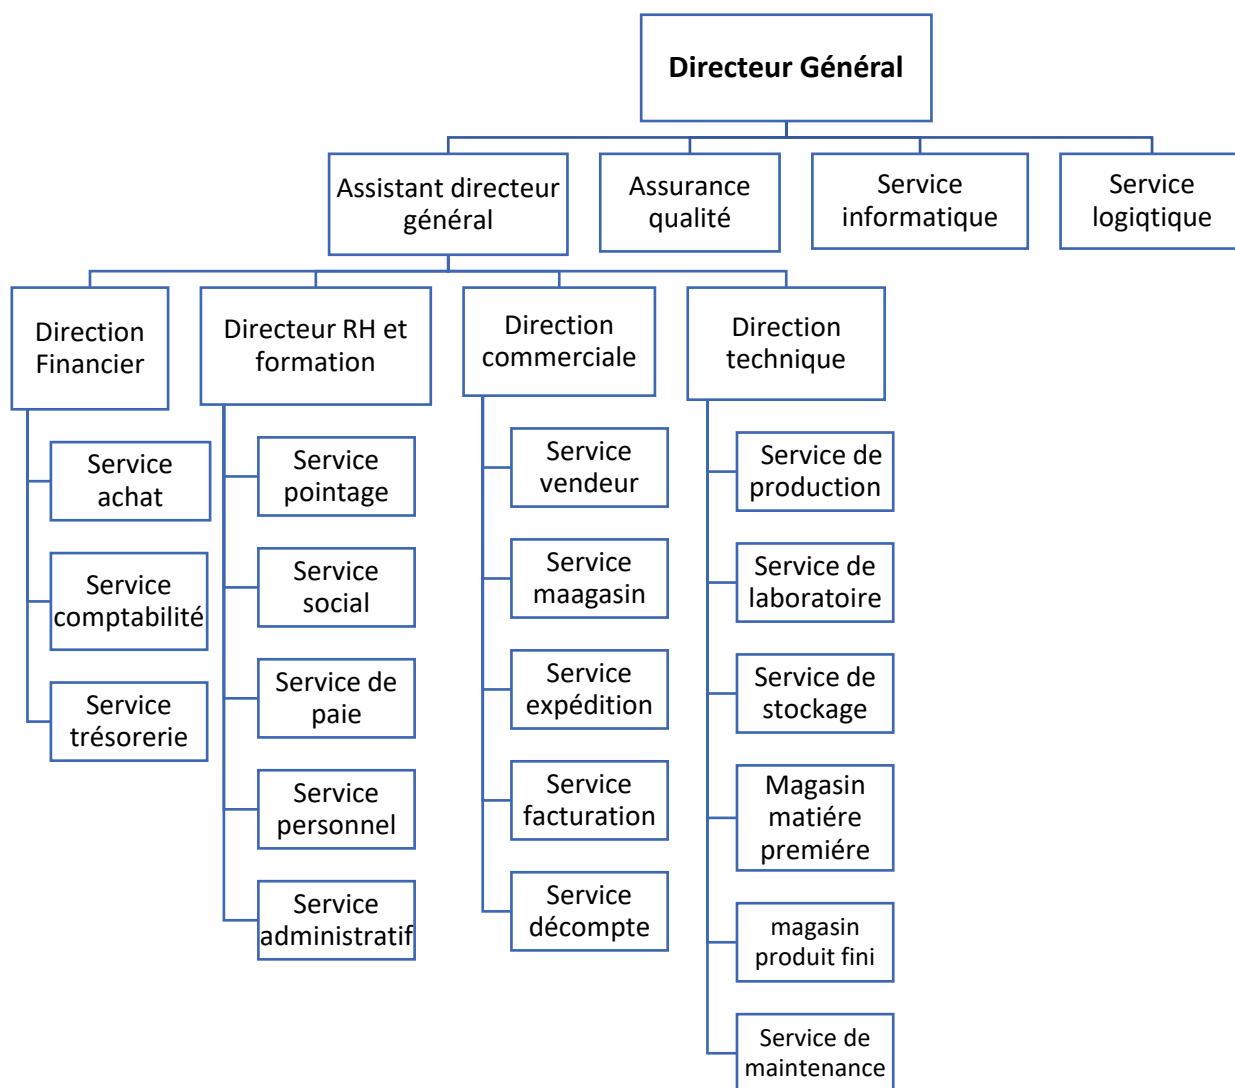 Directeur Général
Assistant directeur
général
Assurance
qualité
Service
informatique
Service
logiqtique
Direction
Financier
Directeur RH et
formation
Direction
commerciale
Direction
technique
Service
achat
Service
comptabilité
Service
trésorerie
Service
pointage
Service
social
Service de
paie
Service
personnel
Service
administratif
Service
vendeur
Service
maagasin
Service
expédition
Service
facturation
Service
décompte
Service de
production
Service de
laboratoire
Service de
stockage
Magasin
matiére
premiére
magasin
produit fini
Service de
maintenance